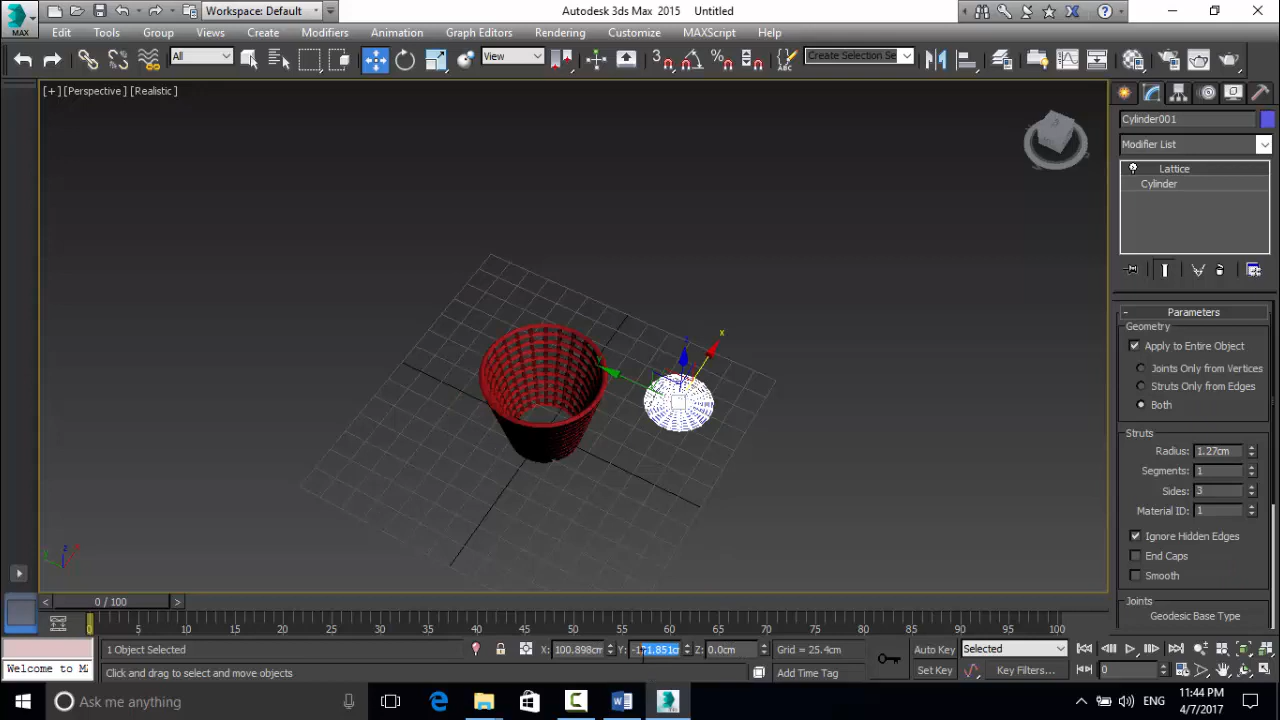 Workspace: Default
Autodesk 3ds Max 2015 Untitled
MAX
Edit Tools Group Views Create Modifiers Animation Graph Editors Rendering Customize MAXScript Help
All
View
Create Selection Se
[+] [Perspective ] [Realistic ]
Cylinder001
Modifier List
Lattice
Cylinder
- Parameters
Geometry
Apply to Entire Object
Joints Only from Vertices
Struts Only from Edges
Both
Struts
Radius: 1.27cm
Segments: 1
Sides: 3
Material ID: 1
Ignore Hidden Edges
End Caps
Smooth
Joints
Geodesic Base Type
x
< 0 / 100 >
0 5 10 15 20 25 30 35 40 45 50 55 60 65 70 75 80 85 90 95 100
1 Object Selected X: 100.898cm Y: Z: 0.0cm Grid = 25.4cm Auto Key Selected
Welcome to Click and drag to select and move objects Add Time Tag Set Key Key Filters... 0
Ask me anything
ENG
11:44 PM
4/7/2017